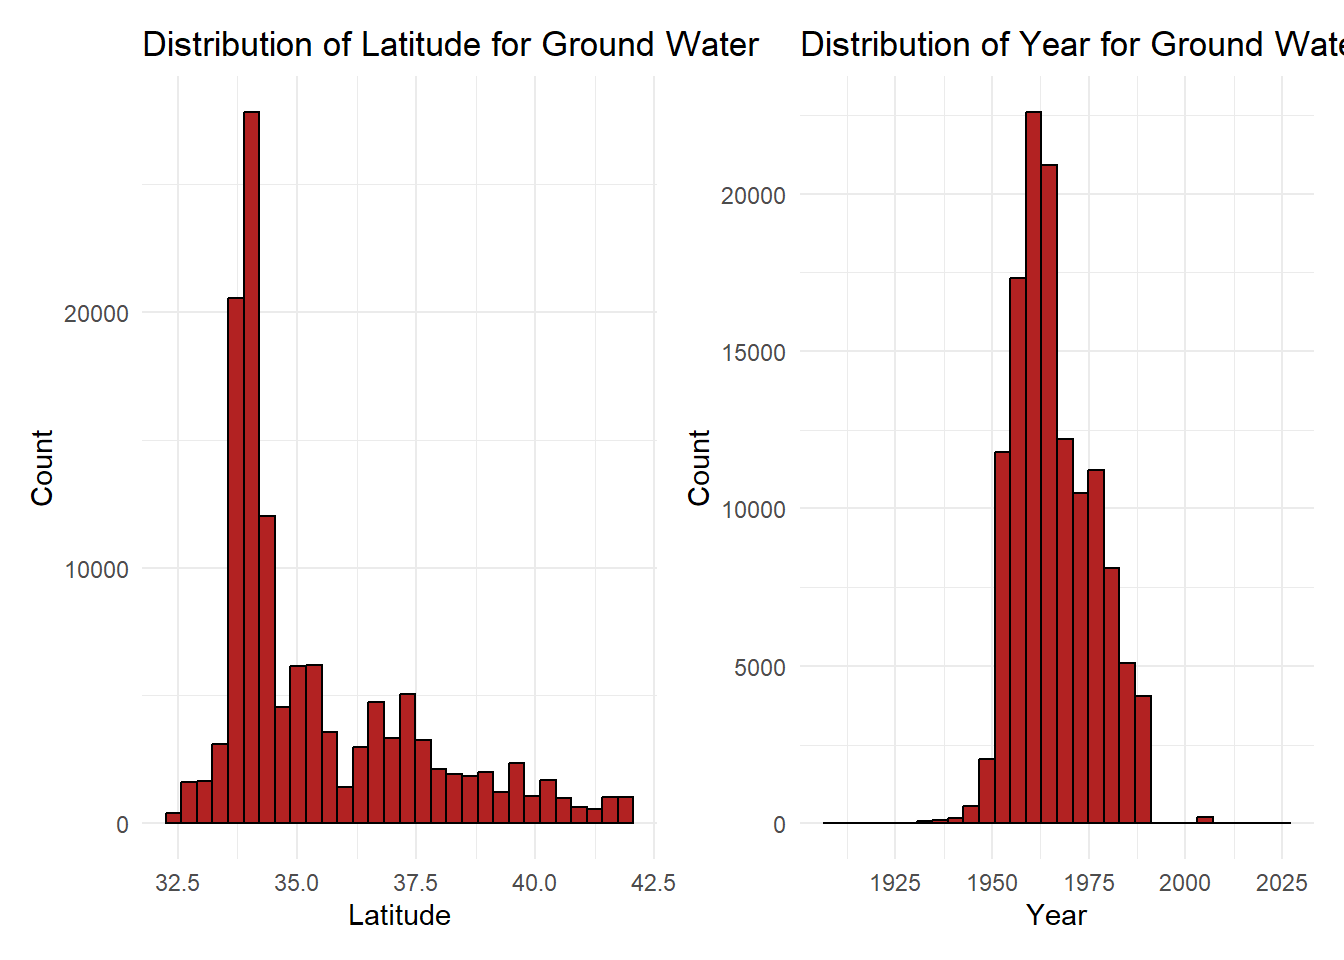 Distribution of Latitude for Ground Water
Count
20000
10000
0
32.5 35.0 37.5 40.0 42.5
Latitude
Distribution of Year for Ground Wate
Count
20000
15000
10000
5000
0
1925 1950 1975 2000 2025
Year